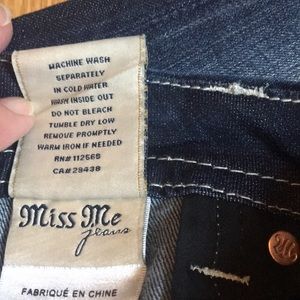 MACHINE WASH
SEPARATELY
IN COLD WATER
WASH INSIDE OUT
DO NOT BLEACH
TUMBLE DRY LOW
REMOVE PROMPTLY
WARM IRON IF NEEDED
RN# 112565
CA# 29438
Miss Me
jeans
FABRIQUÉ EN CHINE